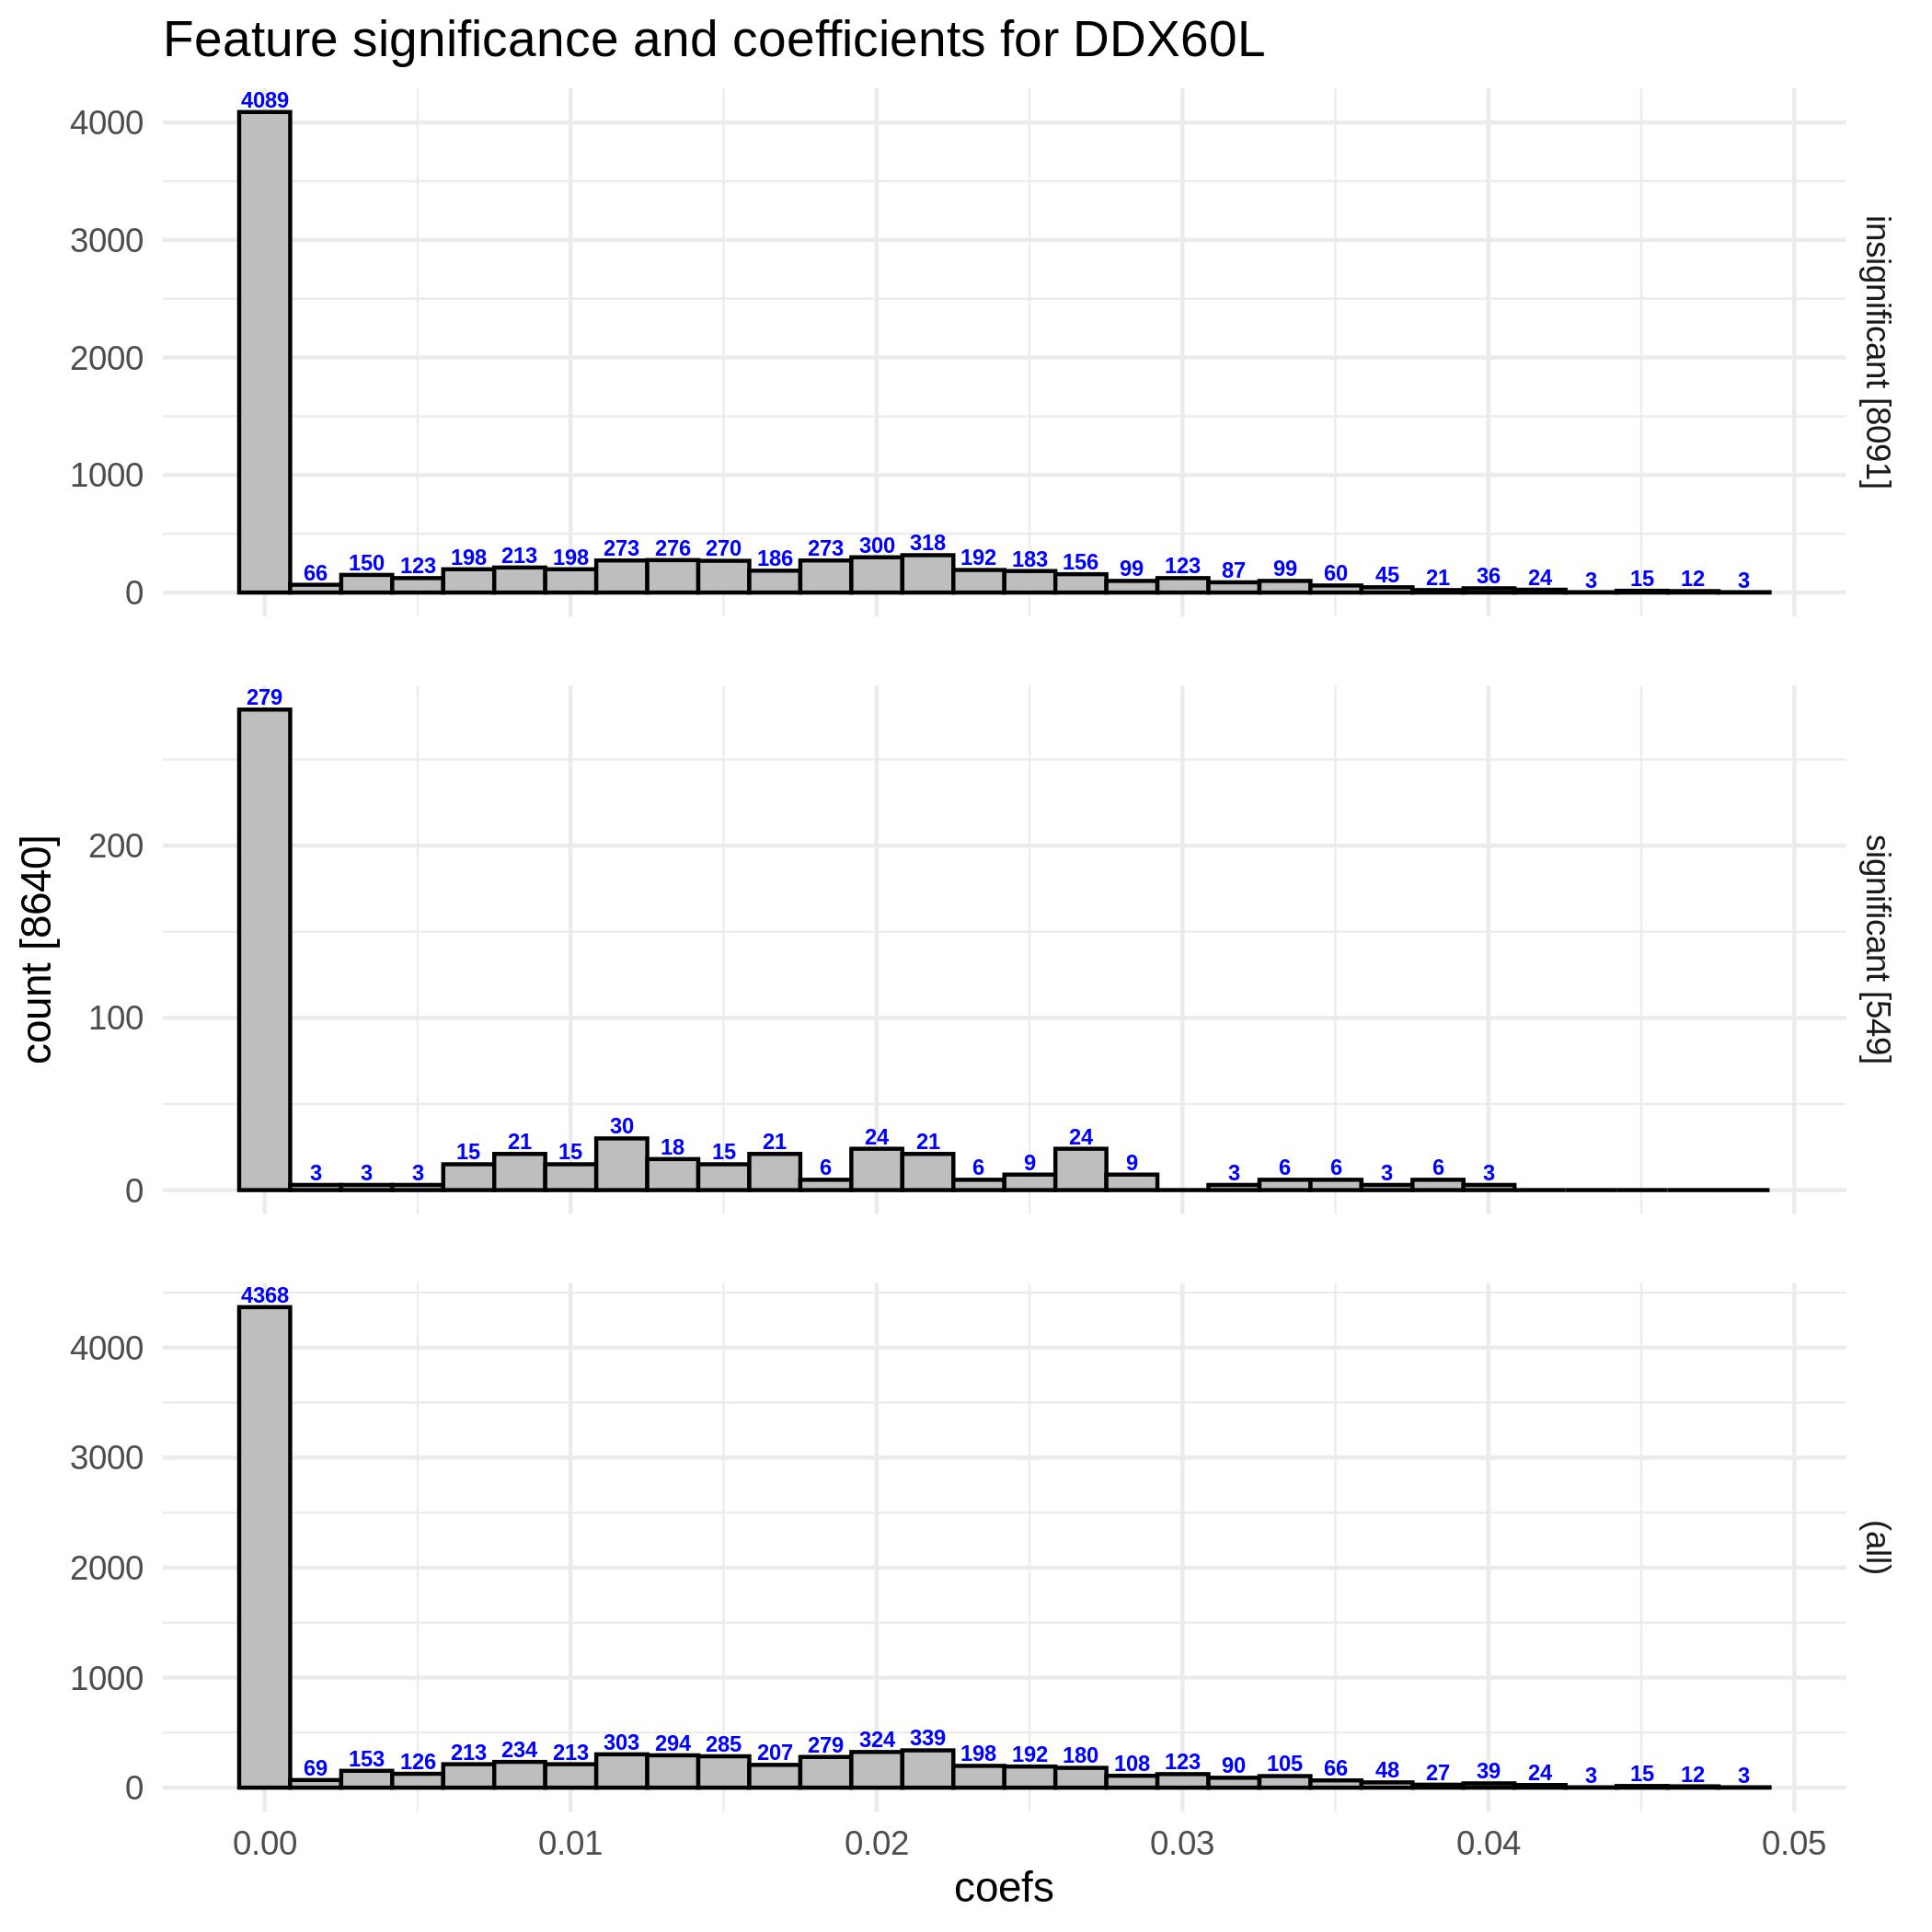 Feature significance and coefficients for DDX60L
4089
4000
3000
2000
1000
0
66 150 123 198 213 198 273 276 270 186 273 300 318 192 183 156 99 123 87 99 60 45 21 36 24 3 15 12 3
insignificant [8091]
279
200
100
0
3 3 3 15 21 15 30 18 15 21 6 24 21 6 9 24 9 3 6 6 3 6 3
significant [549]
count [8640]
4368
4000
3000
2000
1000
0
69 153 126 213 234 213 303 294 285 207 279 324 339 198 192 180 108 123 90 105 66 48 27 39 24 3 15 12 3
(all)
0.00 0.01 0.02 0.03 0.04 0.05
coefs